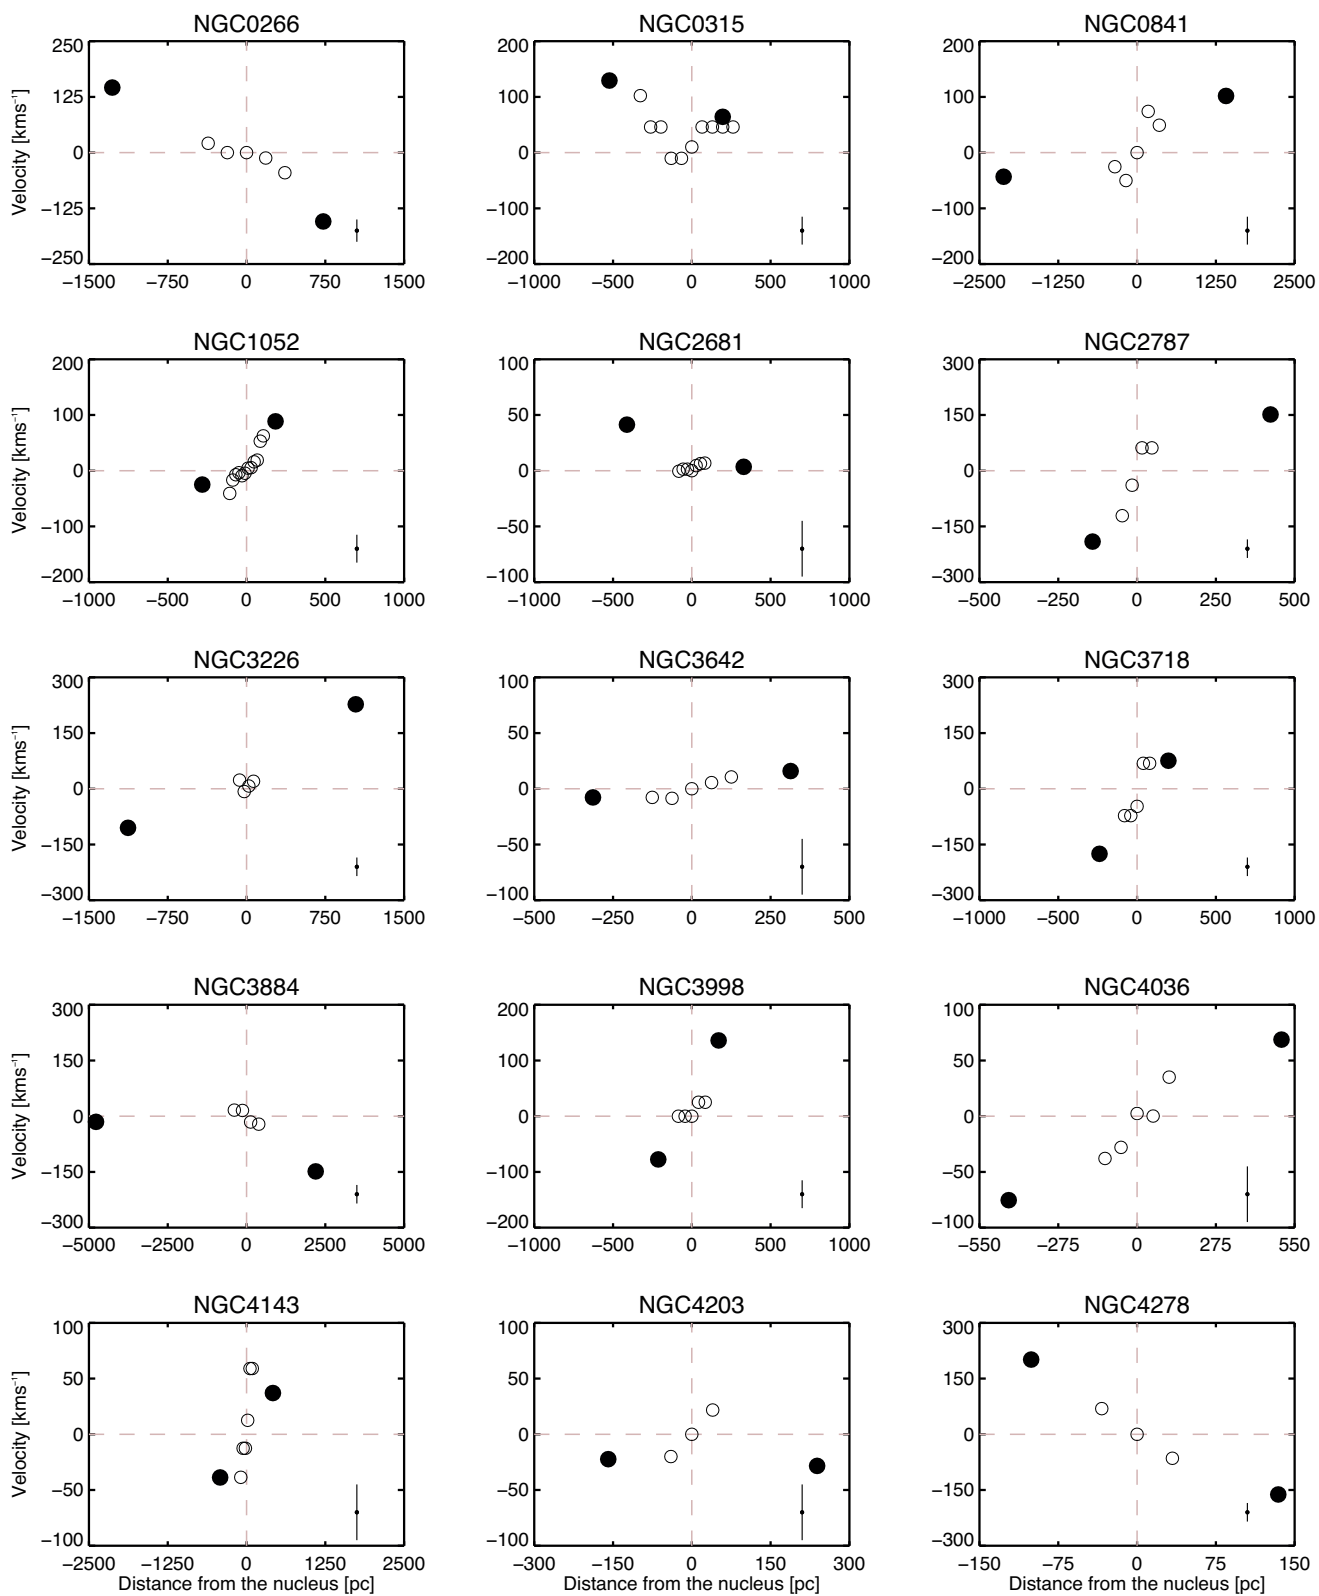 NGC0266 NGC0315 NGC0841
250 200 200
125 100 100
0 0 0
−125 −100 −100
−250 −200 −200
Velocity [kms⁻¹]
−1500 −750 0 750 1500 −1000 −500 0 500 1000 −2500 −1250 0 1250 2500
NGC1052 NGC2681 NGC2787
200 100 300
100 50 150
0 0 0
−100 −50 −150
−200 −100 −300
Velocity [kms⁻¹]
−1000 −500 0 500 1000 −1000 −500 0 500 1000 −500 −250 0 250 500
NGC3226 NGC3642 NGC3718
300 100 300
150 50 150
0 0 0
−150 −50 −150
−300 −100 −300
Velocity [kms⁻¹]
−1500 −750 0 750 1500 −500 −250 0 250 500 −1000 −500 0 500 1000
NGC3884 NGC3998 NGC4036
300 200 100
150 100 50
0 0 0
−150 −100 −50
−300 −200 −100
Velocity [kms⁻¹]
−5000 −2500 0 2500 5000 −1000 −500 0 500 1000 −550 −275 0 275 550
NGC4143 NGC4203 NGC4278
100 100 300
50 50 150
0 0 0
−50 −50 −150
−100 −100 −300
Velocity [kms⁻¹]
−2500 −1250 0 1250 2500 −300 −150 0 150 300 −150 −75 0 75 150
Distance from the nucleus [pc] Distance from the nucleus [pc] Distance from the nucleus [pc]